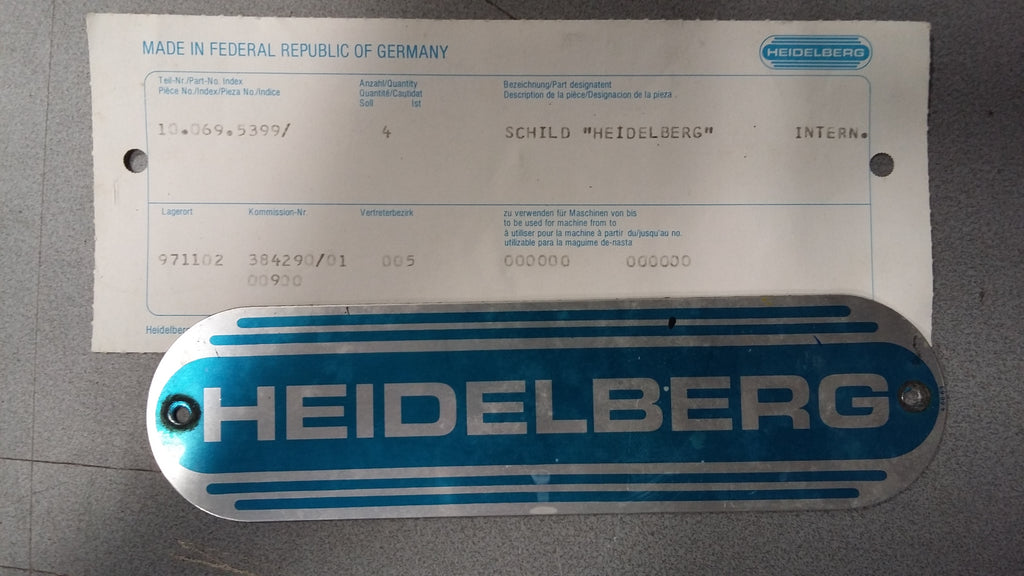 MADE IN FEDERAL REPUBLIC OF GERMANY
HEIDELBERG
Teil-Nr./Part-No. Index
Pièce No./Index/Pieza No./Indice
Anzahl/Quantity
Quantité/Cautidat
Soll Ist
Bezeichnung/Part designatent
Description de la pièce/Designacion de la pieza
10.069.5399/ 4 SCHILD "HEIDELBERG" INTERN.
Lagerort Kommission-Nr. Vertreterbezirk
zu verwenden für Maschinen von bis
to be used for machine from to
à utiliser pour la machine à partir du/jusqu'au no.
utilizable para la maguime de-nasta
971102 384290/01 005 000000 000000
00900
Heidelber
HEIDELBERG